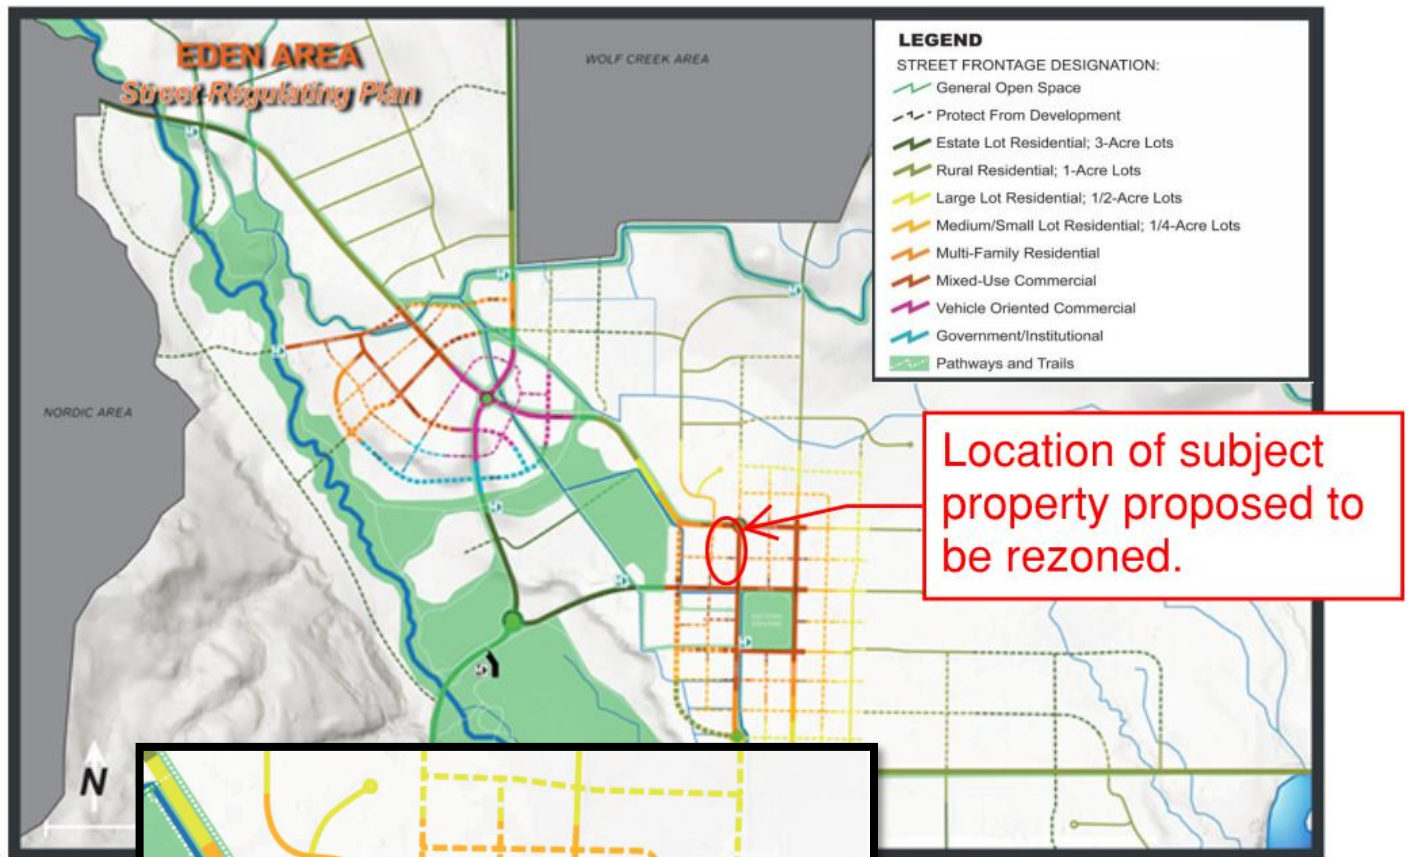 EDEN AREA
Street Regulating Plan
WOLF CREEK AREA
LEGEND
STREET FRONTAGE DESIGNATION:
General Open Space
Protect From Development
Estate Lot Residential; 3-Acre Lots
Rural Residential; 1-Acre Lots
Large Lot Residential; 1/2-Acre Lots
Medium/Small Lot Residential; 1/4-Acre Lots
Multi-Family Residential
Mixed-Use Commercial
Vehicle Oriented Commercial
Government/Institutional
Pathways and Trails
NORDIC AREA
Location of subject
property proposed to
be rezoned.
N